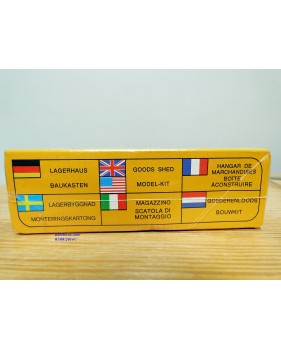 LAGERHAUS
BAUKASTEN
GOODS SHED
MODEL-KIT
HANGAR DE
MARCHANDISES
BOITE
ACONSTRUIRE
LAGERBYGGNAD
MONTERINGSKARTONG
MAGAZZINO
SCATOLA DI
MONTAGGIO
GOEDERENLOODS
BOUWKIT